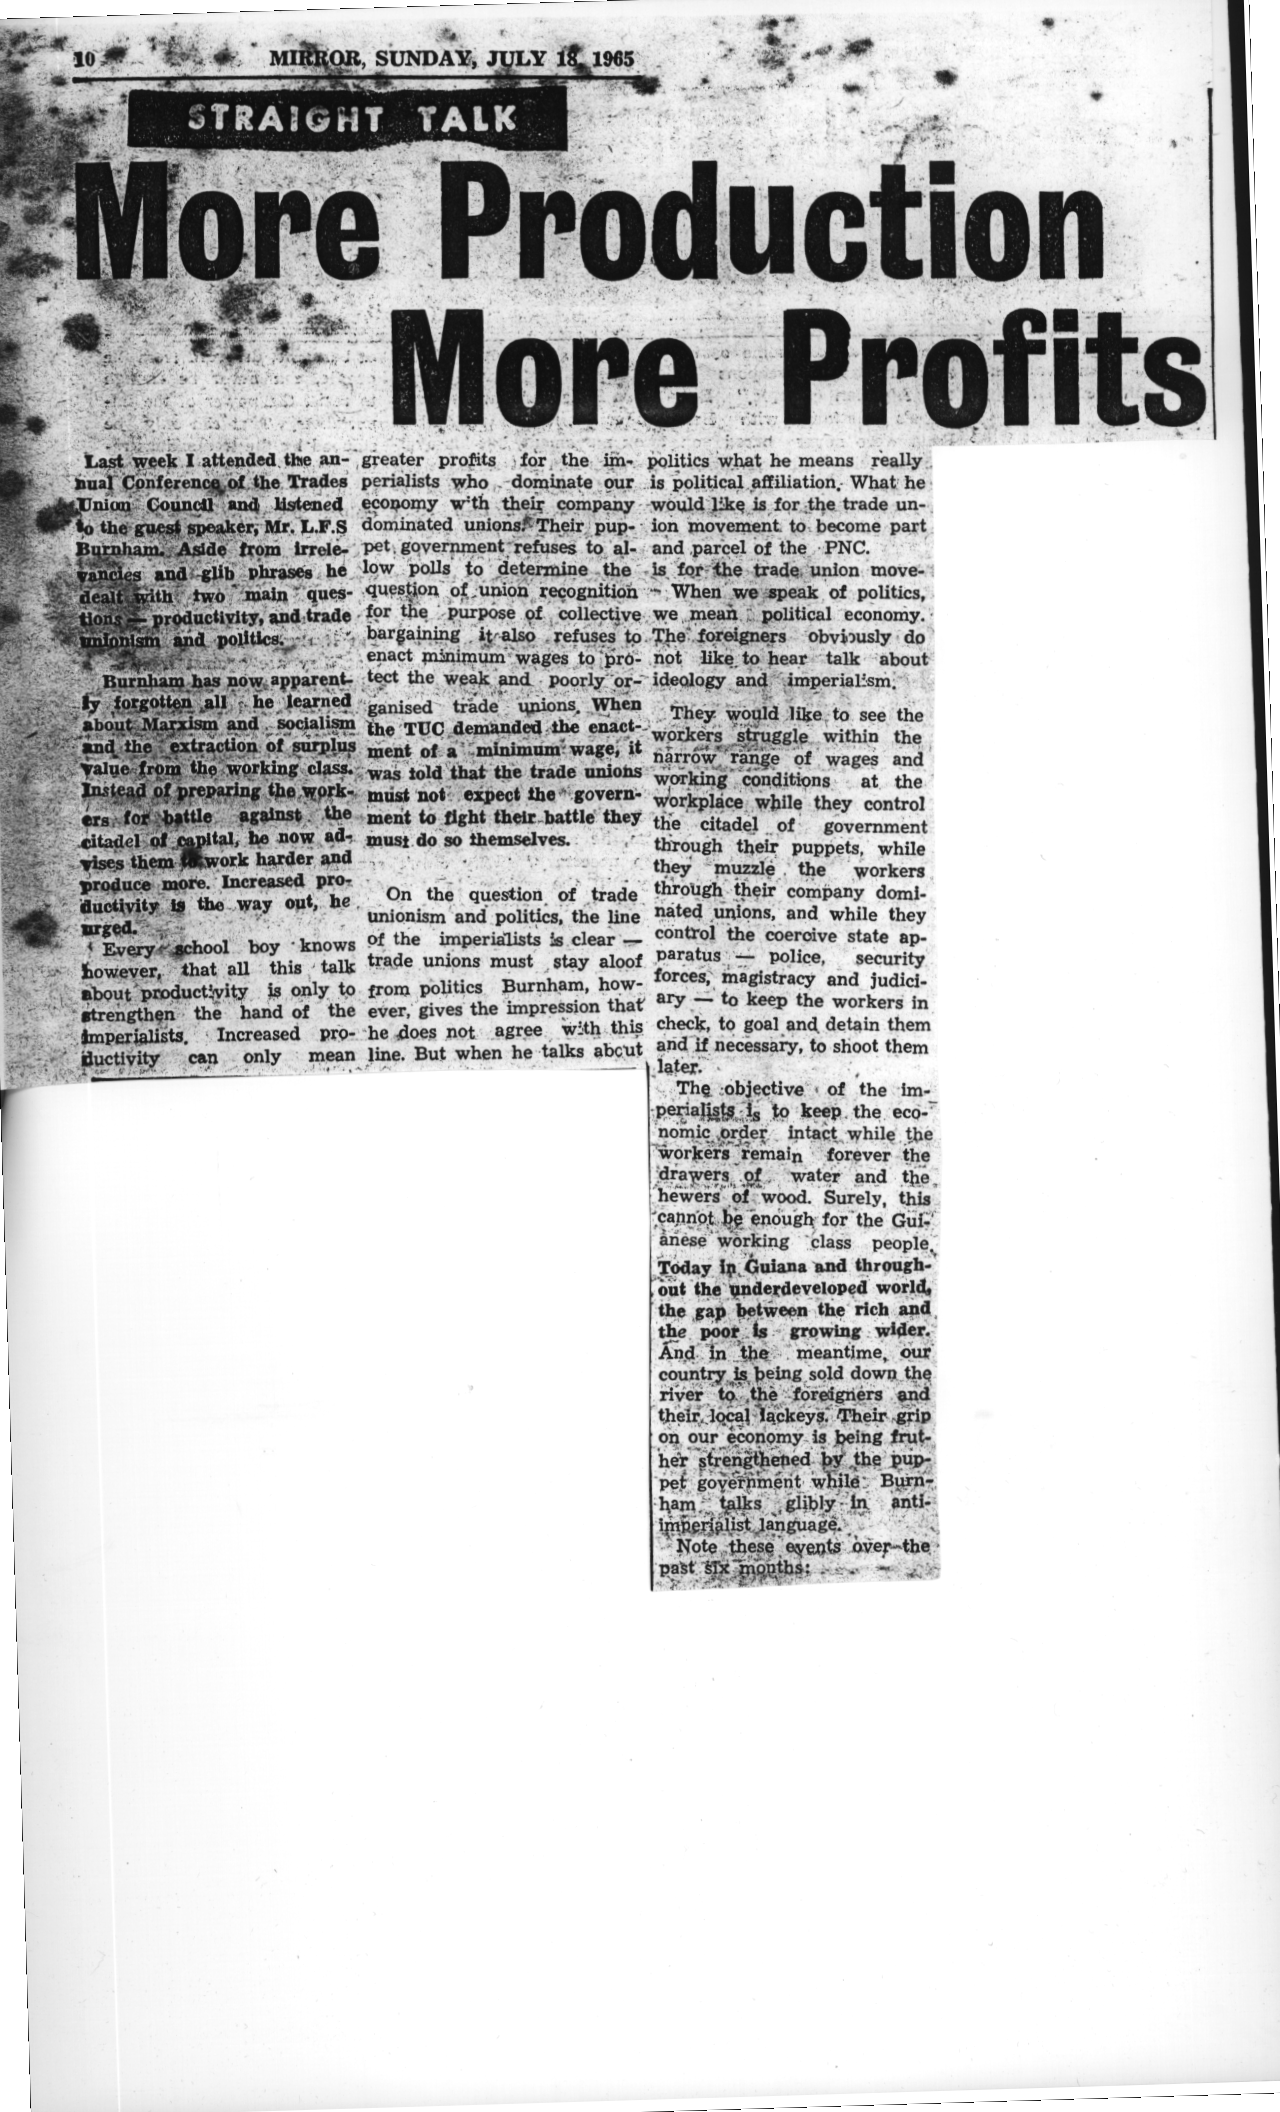 10
MIRROR, SUNDAY, JULY 18, 1965
STRAIGHT TALK
More Production
More Profits
Last week I attended the an-
nual Conference of the Trades
Union Council and listened
to the guest speaker, Mr. L.F.S
Burnham. Aside from irrele-
vancies and glib phrases he
dealt with two main ques-
tions — productivity, and trade
unionism and politics.
Burnham has now apparent-
ly forgotten all he learned
about Marxism and socialism
and the extraction of surplus
value from the working class.
Instead of preparing the work-
ers for battle against the
citadel of capital, he now ad-
vises them to work harder and
produce more. Increased pro-
ductivity is the way out, he
urged.
Every school boy knows
however, that all this talk
about productivity is only to
strengthen the hand of the
imperialists. Increased pro-
ductivity can only mean
greater profits for the im-
perialists who dominate our
economy with their company
dominated unions. Their pup-
pet government refuses to al-
low polls to determine the
question of union recognition
for the purpose of collective
bargaining it also refuses to
enact minimum wages to pro-
tect the weak and poorly or-
ganised trade unions. When
the TUC demanded the enact-
ment of a minimum wage, it
was told that the trade unions
must not expect the govern-
ment to fight their battle they
must do so themselves.
On the question of trade
unionism and politics, the line
of the imperialists is clear —
trade unions must stay aloof
from politics Burnham, how-
ever, gives the impression that
he does not agree with this
line. But when he talks about
politics what he means really
is political affiliation. What he
would like is for the trade un-
ion movement to become part
and parcel of the PNC.
is for the trade union move-
When we speak of politics,
we mean political economy.
The foreigners obviously do
not like to hear talk about
ideology and imperialism.
They would like to see the
workers struggle within the
narrow range of wages and
working conditions at the
workplace while they control
the citadel of government
through their puppets, while
they muzzle the workers
through their company domi-
nated unions, and while they
control the coercive state ap-
paratus — police, security
forces, magistracy and judici-
ary — to keep the workers in
check, to goal and detain them
and if necessary, to shoot them
later.
The objective of the im-
perialists is to keep the eco-
nomic order intact while the
workers remain forever the
drawers of water and the
hewers of wood. Surely, this
cannot be enough for the Gui-
anese working class people.
Today in Guiana and through-
out the underdeveloped world,
the gap between the rich and
the poor is growing wider.
And in the meantime, our
country is being sold down the
river to the foreigners and
their local lackeys. Their grip
on our economy is being frut-
her strengthened by the pup-
pet government while Burn-
ham talks glibly in anti-
imperialist language.
Note these events over the
past six months: